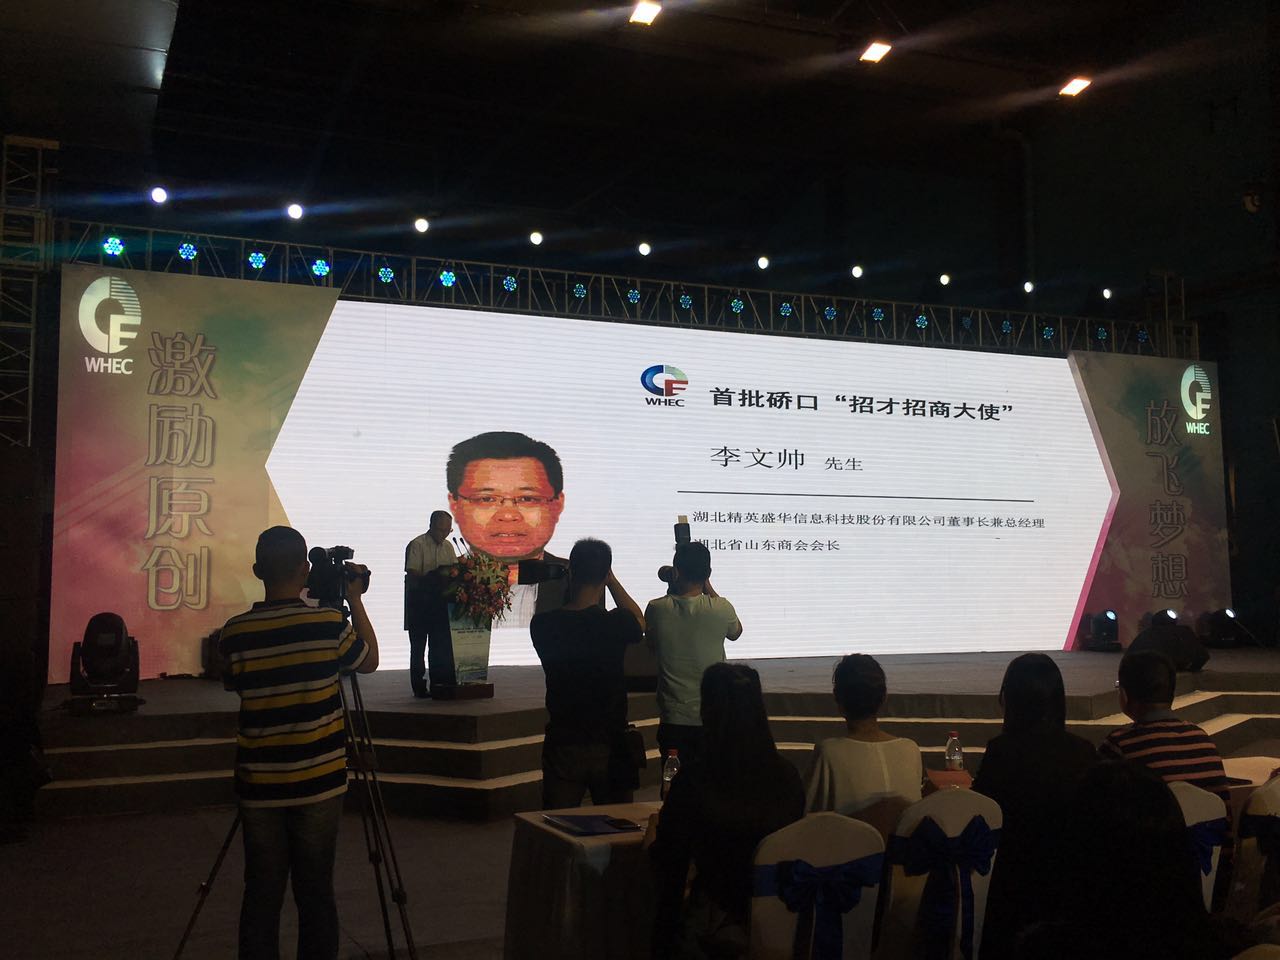 WHEC
激励原创
WHEC
首批硚口“招才招商大使”
李文帅 先生
湖北精英盛华信息科技股份有限公司董事长兼总经理
湖北省山东商会会长
WHEC
放飞梦想